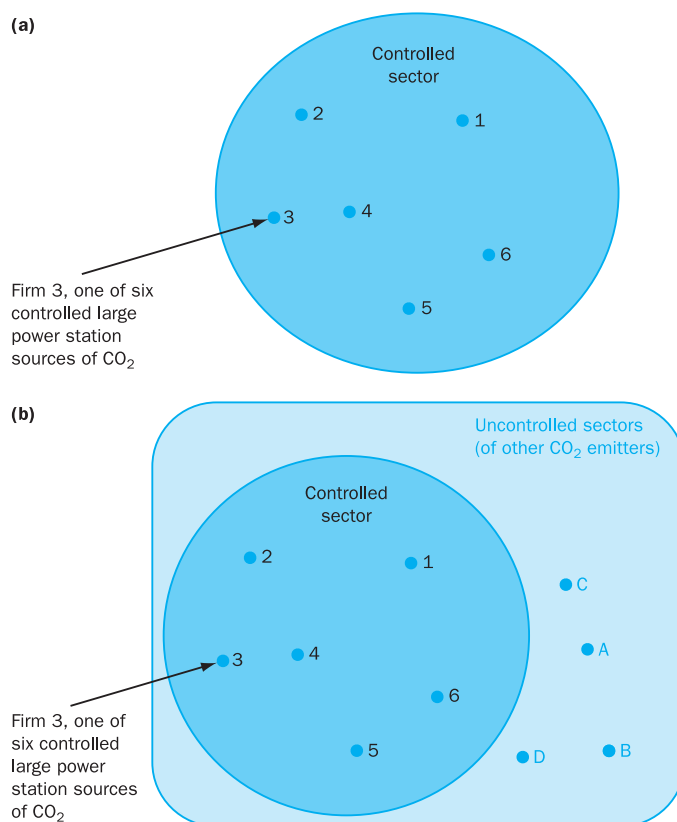 (a)
Controlled
sector
2
1
3
4
6
5
Firm 3, one of six
controlled large
power station
sources of CO₂
(b)
Uncontrolled sectors
(of other CO₂ emitters)
Controlled
sector
2
1
C
A
3
4
6
5
D
B
Firm 3, one of
six controlled
large power
station sources
of CO₂